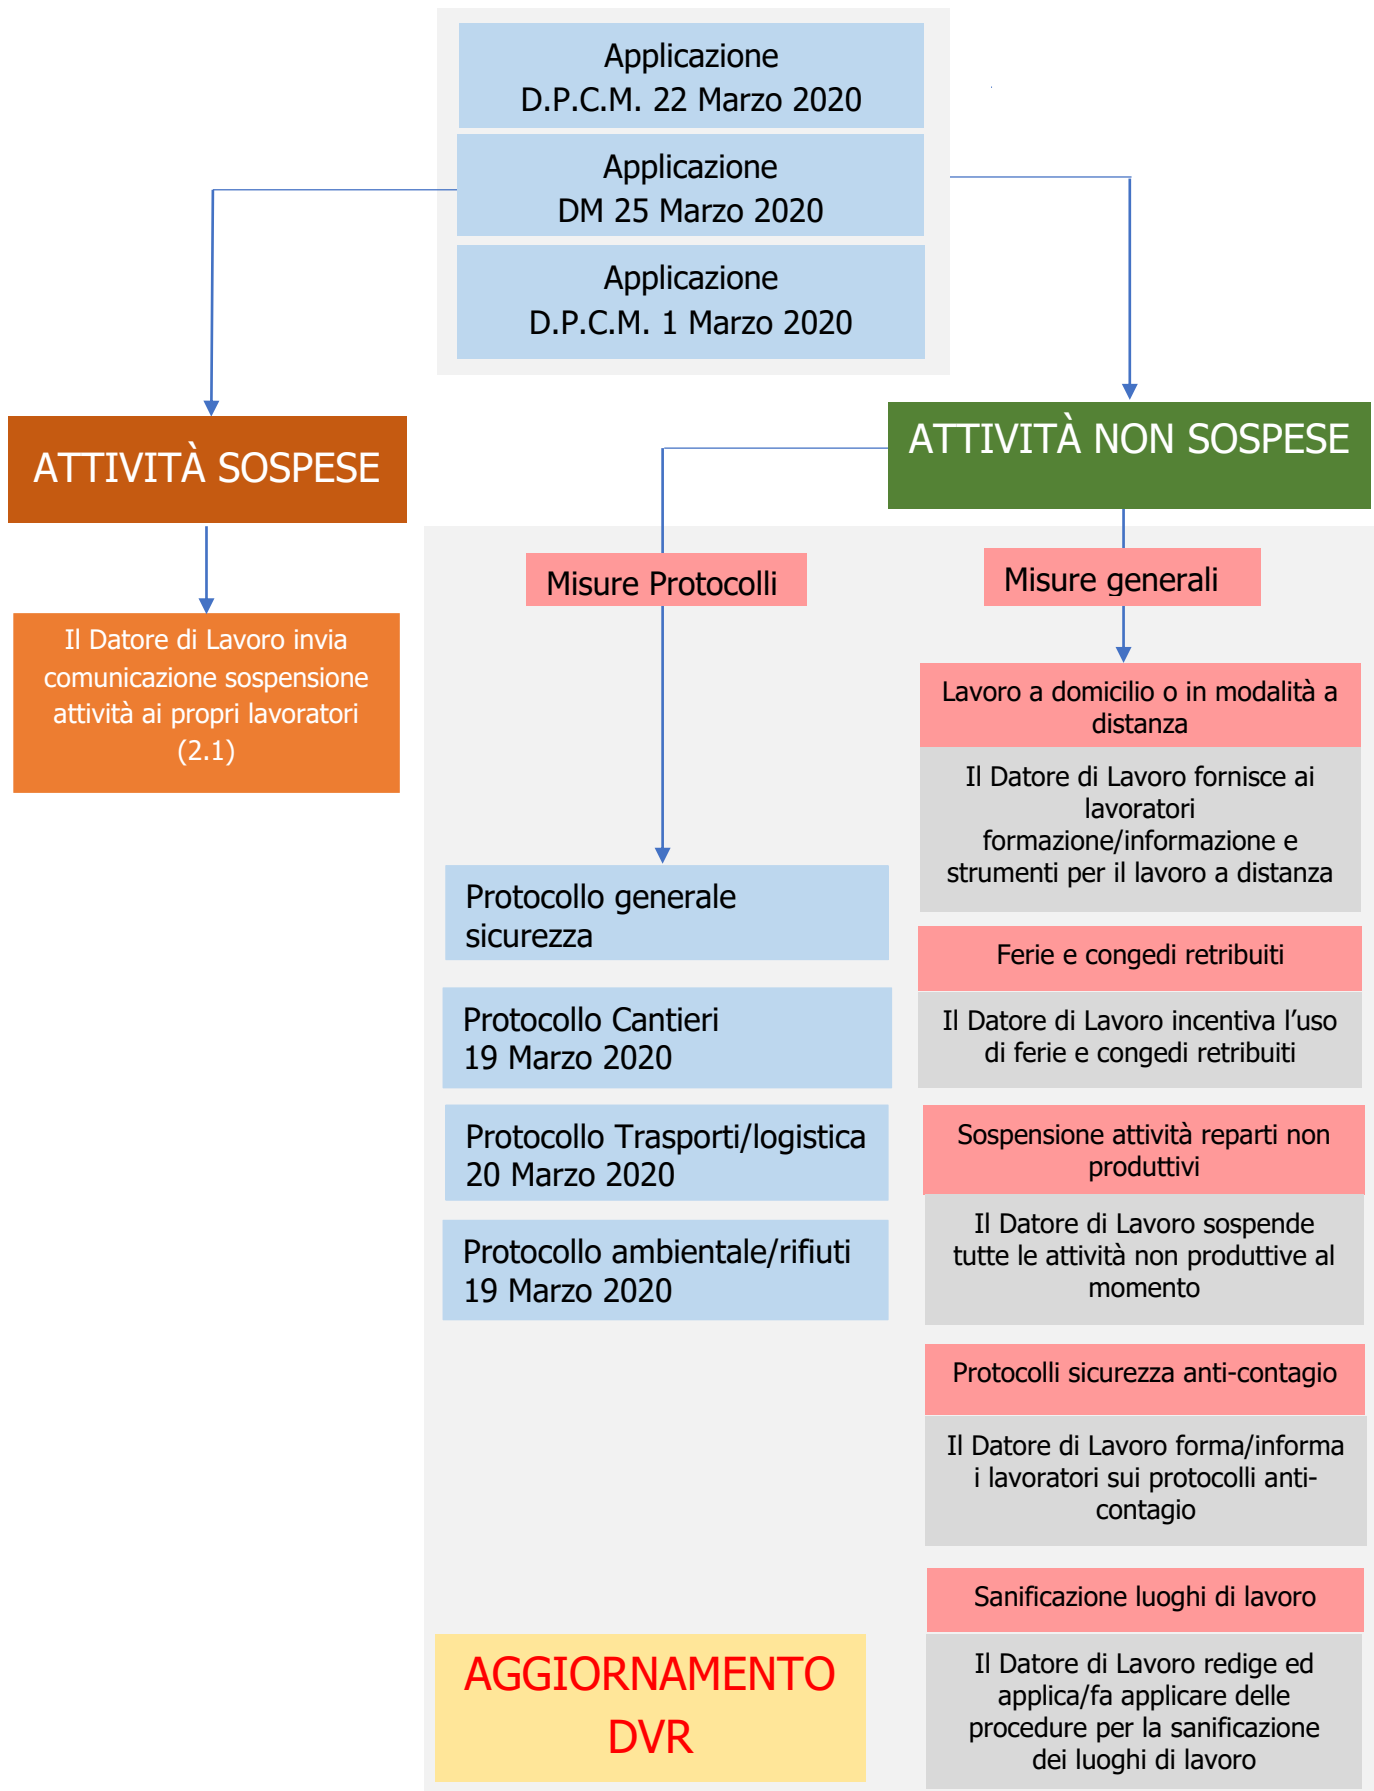 Applicazione
D.P.C.M. 22 Marzo 2020
Applicazione
DM 25 Marzo 2020
Applicazione
D.P.C.M. 1 Marzo 2020
ATTIVITÀ SOSPESE
Il Datore di Lavoro invia
comunicazione sospensione
attività ai propri lavoratori
(2.1)
ATTIVITÀ NON SOSPESE
Misure Protocolli
Protocollo generale
sicurezza
Protocollo Cantieri
19 Marzo 2020
Protocollo Trasporti/logistica
20 Marzo 2020
Protocollo ambientale/rifiuti
19 Marzo 2020
AGGIORNAMENTO
DVR
Misure generali
Lavoro a domicilio o in modalità a
distanza
Il Datore di Lavoro fornisce ai
lavoratori
formazione/informazione e
strumenti per il lavoro a distanza
Ferie e congedi retribuiti
Il Datore di Lavoro incentiva l’uso
di ferie e congedi retribuiti
Sospensione attività reparti non
produttivi
Il Datore di Lavoro sospende
tutte le attività non produttive al
momento
Protocolli sicurezza anti-contagio
Il Datore di Lavoro forma/informa
i lavoratori sui protocolli anti-
contagio
Sanificazione luoghi di lavoro
Il Datore di Lavoro redige ed
applica/fa applicare delle
procedure per la sanificazione
dei luoghi di lavoro